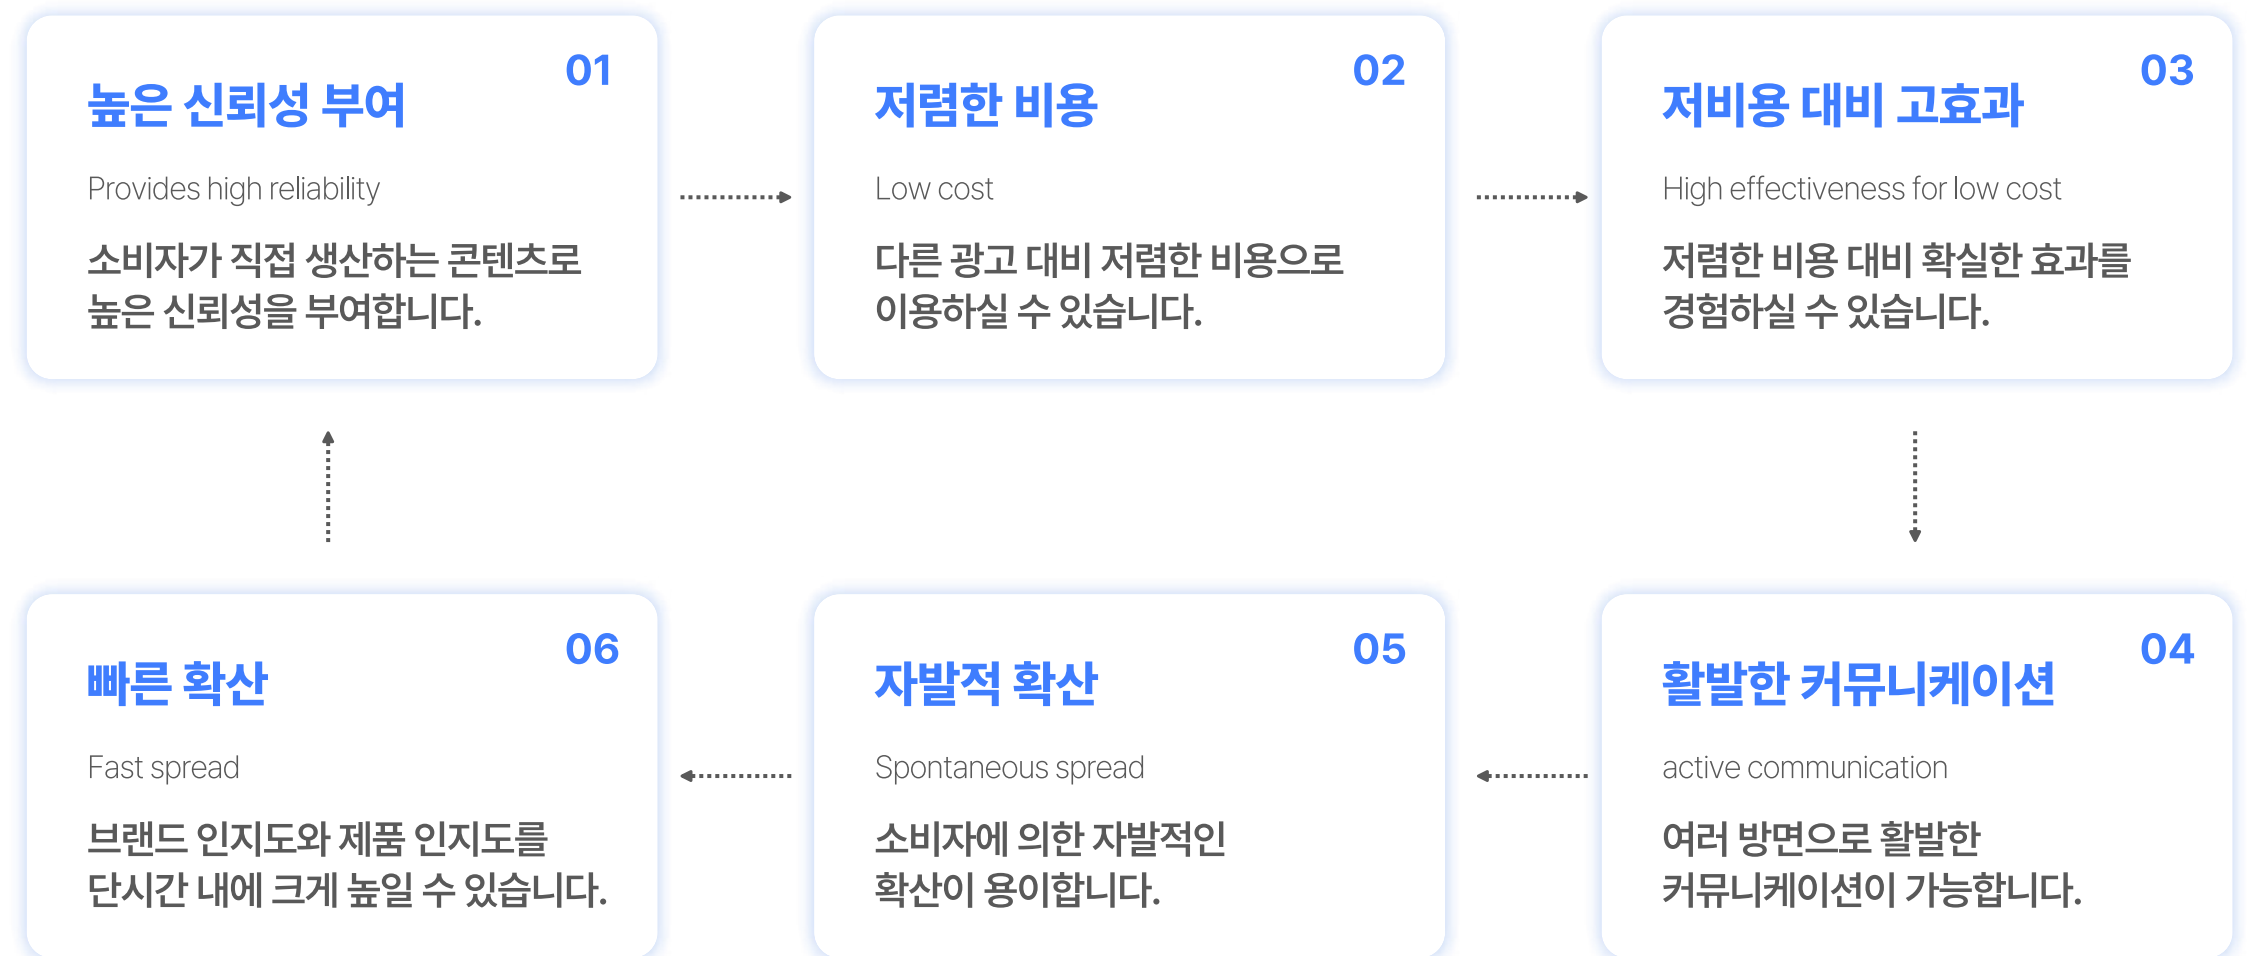 01
높은 신뢰성 부여
Provides high reliability
소비자가 직접 생산하는 콘텐츠로
높은 신뢰성을 부여합니다.
02
저렴한 비용
Low cost
다른 광고 대비 저렴한 비용으로
이용하실 수 있습니다.
03
저비용 대비 고효과
High effectiveness for low cost
저렴한 비용 대비 확실한 효과를
경험하실 수 있습니다.
04
활발한 커뮤니케이션
active communication
여러 방면으로 활발한
커뮤니케이션이 가능합니다.
05
자발적 확산
Spontaneous spread
소비자에 의한 자발적인
확산이 용이합니다.
06
빠른 확산
Fast spread
브랜드 인지도와 제품 인지도를
단시간 내에 크게 높일 수 있습니다.